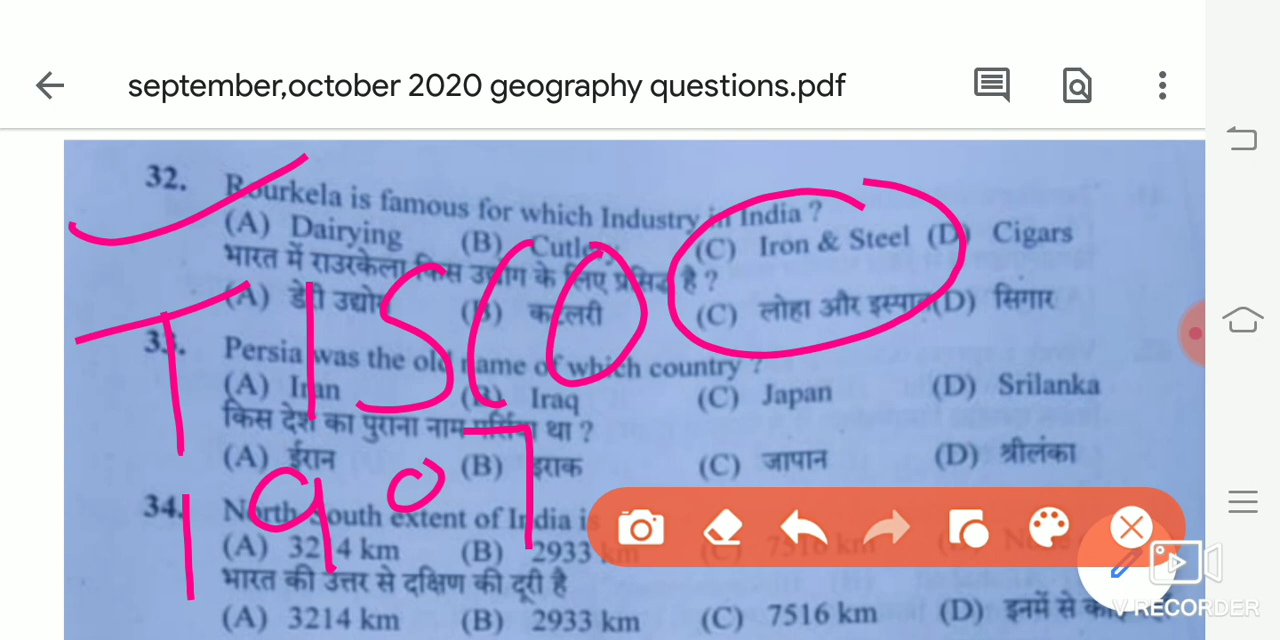 september,october 2020 geography questions.pdf
32. Rourkela is famous for which Industry in India ?
(A) Dairying (B) Cutlery (C) Iron & Steel (D) Cigars
भारत में राउरकेला किस उद्योग के लिए प्रसिद्ध है ?
(A) डेरी उद्योग (B) कटलरी (C) लोहा और इस्पात (D) सिगार
TISCO
33. Persia was the old name of which country ?
(A) Iran (B) Iraq (C) Japan (D) Srilanka
किस देश का पुराना नाम पर्सिया था ?
(A) ईरान (B) इराक (C) जापान (D) श्रीलंका
1907
34. North-South extent of India is
(A) 3214 km (B) 2933 km (C) 7516 km (D)
भारत की उत्तर से दक्षिण की दूरी है
(A) 3214 km (B) 2933 km (C) 7516 km (D) इनमें से
V RECORDER